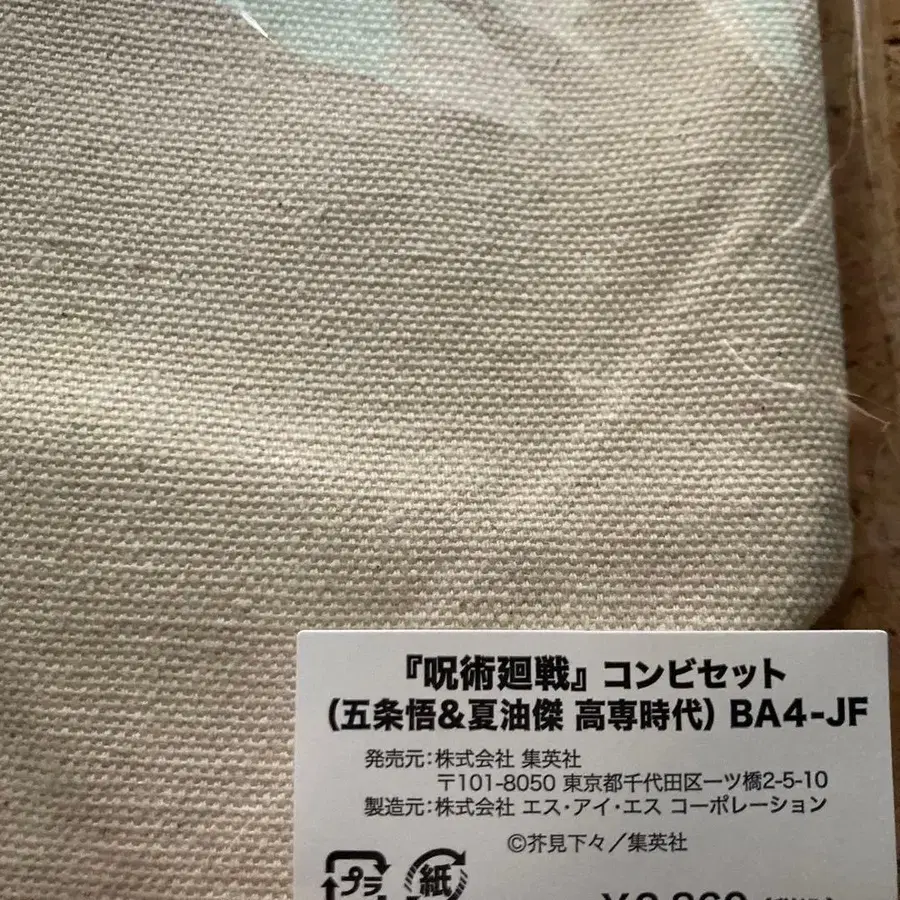 『呪術廻戦』コンビセット
（五条悟&夏油傑 高専時代）BA4-JF
発売元：株式会社 集英社
〒101-8050 東京都千代田区一ツ橋2-5-10
製造元：株式会社 エス・アイ・エス コーポレーション
©芥見下々／集英社
プラ 紙